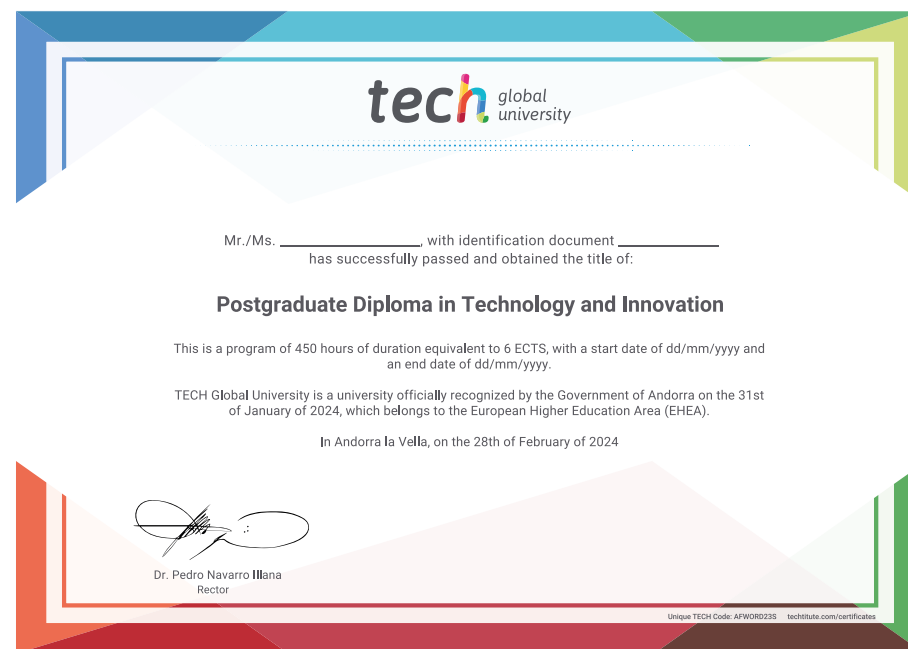 tech global
university
Mr./Ms. ____________________, with identification document ______________
has successfully passed and obtained the title of:
Postgraduate Diploma in Technology and Innovation
This is a program of 450 hours of duration equivalent to 6 ECTS, with a start date of dd/mm/yyyy and
an end date of dd/mm/yyyy.
TECH Global University is a university officially recognized by the Government of Andorra on the 31st
of January of 2024, which belongs to the European Higher Education Area (EHEA).
In Andorra la Vella, on the 28th of February of 2024
Dr. Pedro Navarro Illana
Rector
Unique TECH Code: AFWORD23S techtitute.com/certificates